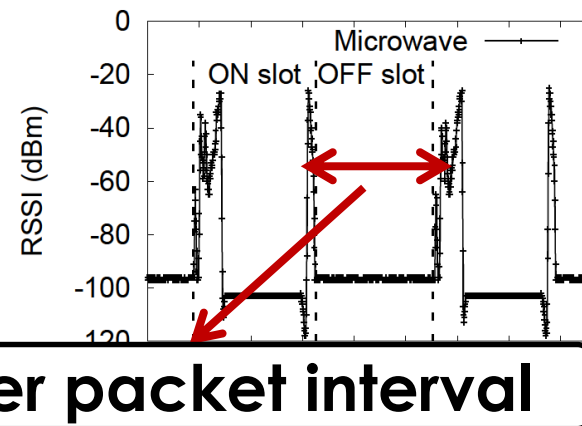 0
Microwave
-20
ON slot OFF slot
-40
RSSI (dBm)
-60
-80
-100
120
er packet interval